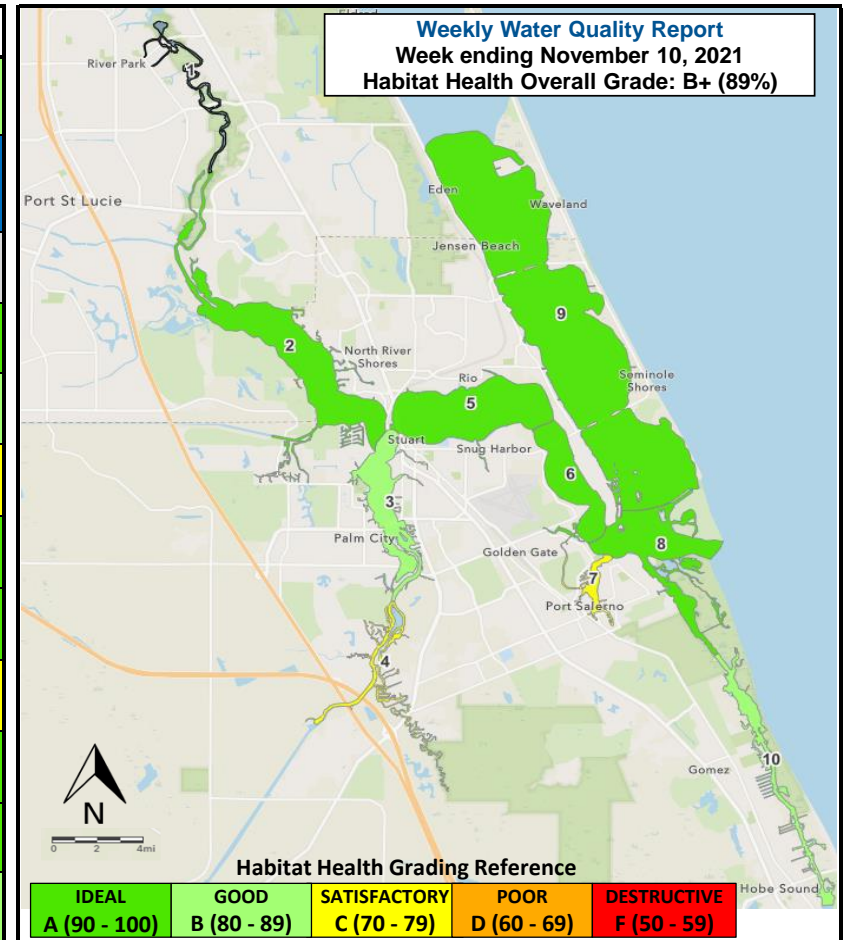 Eldred
Weekly Water Quality Report
Week ending November 10, 2021
Habitat Health Overall Grade: B+ (89%)
River Park
1
Eden
Waveland
Port St Lucie
Jensen Beach
9
2
North River
Shores
Rio
Seminole
Shores
5
Stuart
Snug Harbor
6
3
Palm City
Golden Gate
8
7
Port Salerno
4
Gomez
10
N
0 2 4mi
Habitat Health Grading Reference
Hobe Sound
IDEAL GOOD SATISFACTORY POOR DESTRUCTIVE
A (90 - 100) B (80 - 89) C (70 - 79) D (60 - 69) F (50 - 59)